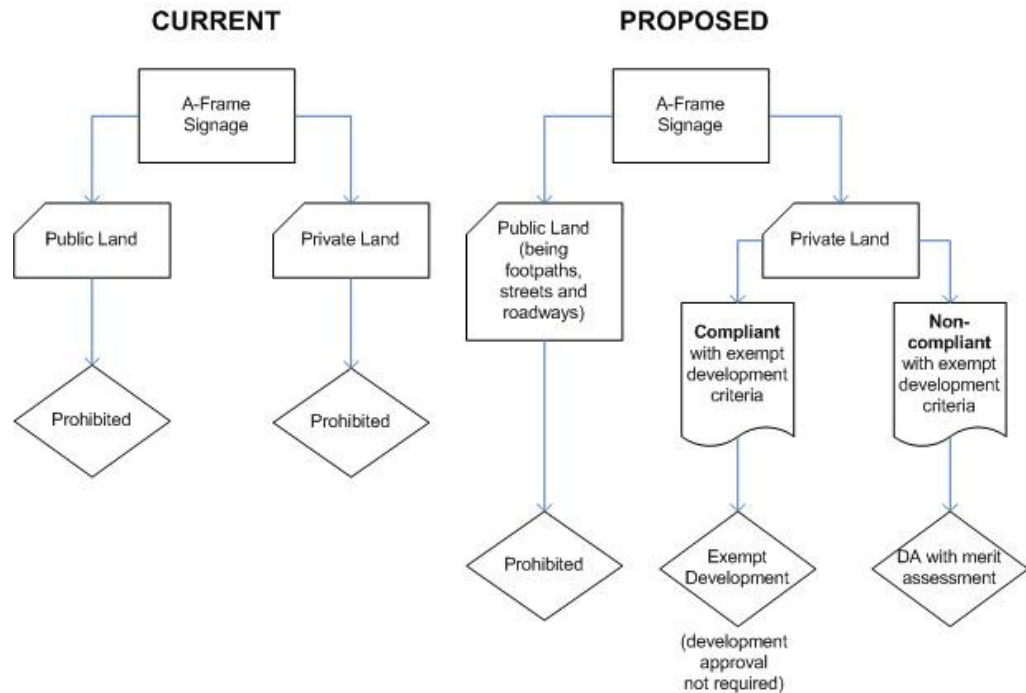 CURRENT
A-Frame
Signage
Public Land
Private Land
Prohibited
Prohibited
PROPOSED
A-Frame
Signage
Public Land
(being
footpaths,
streets and
roadways)
Private Land
Compliant
with exempt
development
criteria
Non-
compliant
with exempt
development
criteria
Prohibited
Exempt
Development
(development
approval
not required)
DA with merit
assessment